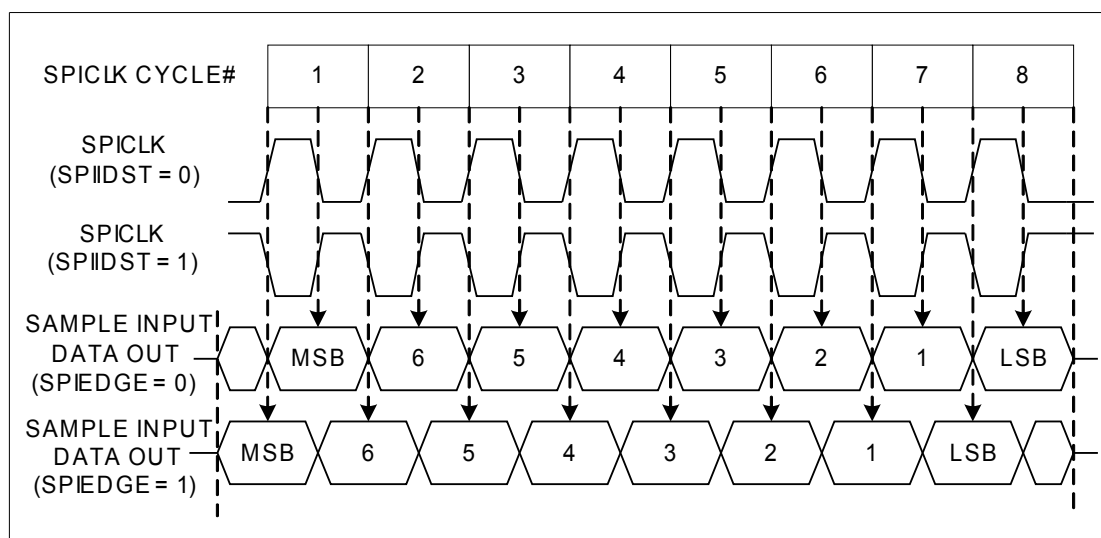 SPICLK CYCLE# 1 2 3 4 5 6 7 8
SPICLK
(SPIIDST = 0)
SPICLK
(SPIIDST = 1)
SAMPLE INPUT
DATA OUT
(SPIEDGE = 0)
MSB 6 5 4 3 2 1 LSB
SAMPLE INPUT
DATA OUT
(SPIEDGE = 1)
MSB 6 5 4 3 2 1 LSB